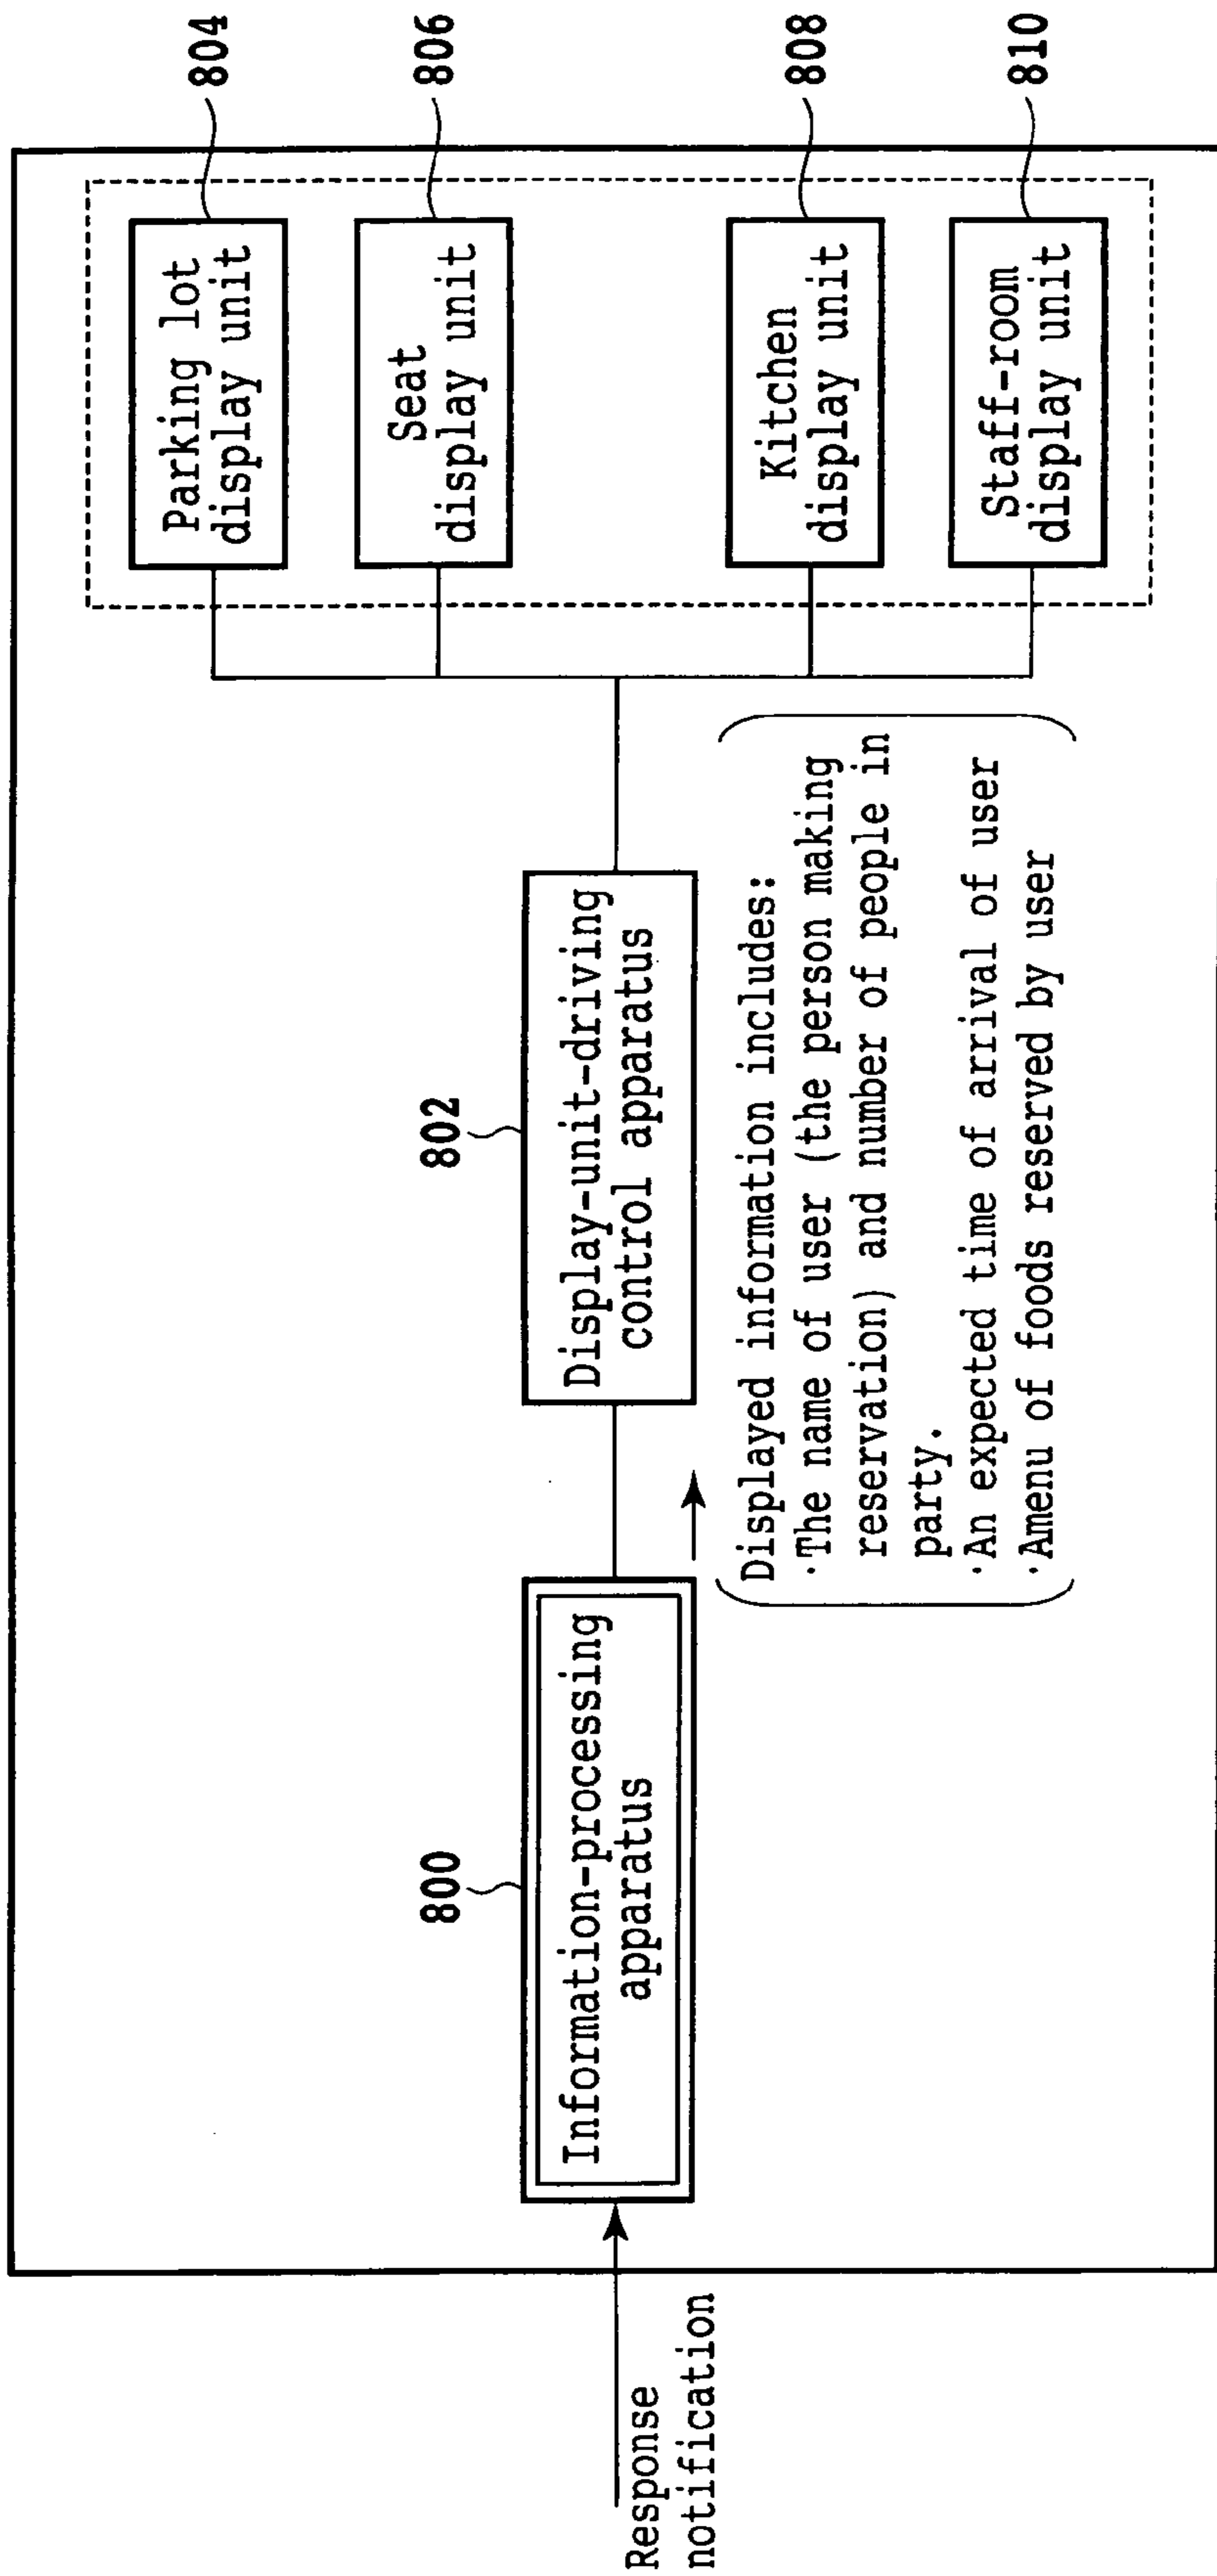 Response
notification
800
Information-processing
apparatus
802
Display-unit-driving
control apparatus
Displayed information includes:
·The name of user (the person making
reservation) and number of people in
party.
·An expected time of arrival of user
·Amenu of foods reserved by user
Parking lot
display unit
804
Seat
display unit
806
Kitchen
display unit
808
Staff-room
display unit
810